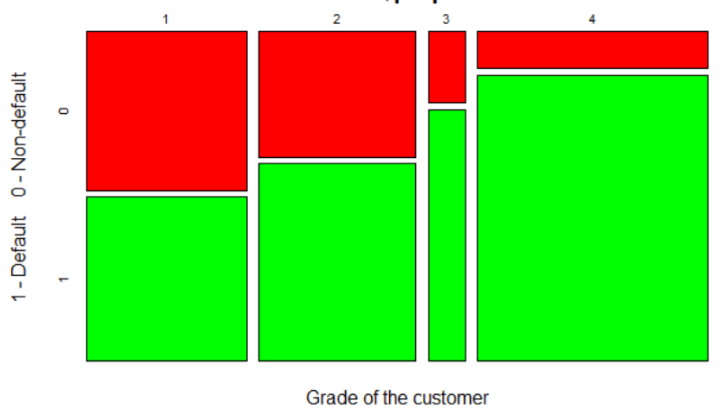 1 2 3 4
0
1
1 - Default 0 - Non-default
Grade of the customer